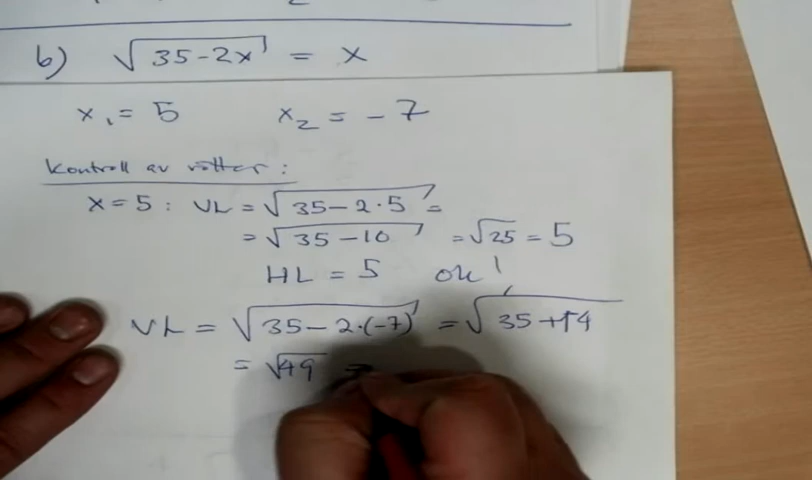 b) √(35-2x) = x
x₁ = 5 x₂ = -7
Kontroll av rötter:
x=5: VL = √(35-2·5) =
= √(35-10) = √25 = 5
HL = 5 ok!
VL = √(35-2·(-7)) = √(35+14)
= √49 =